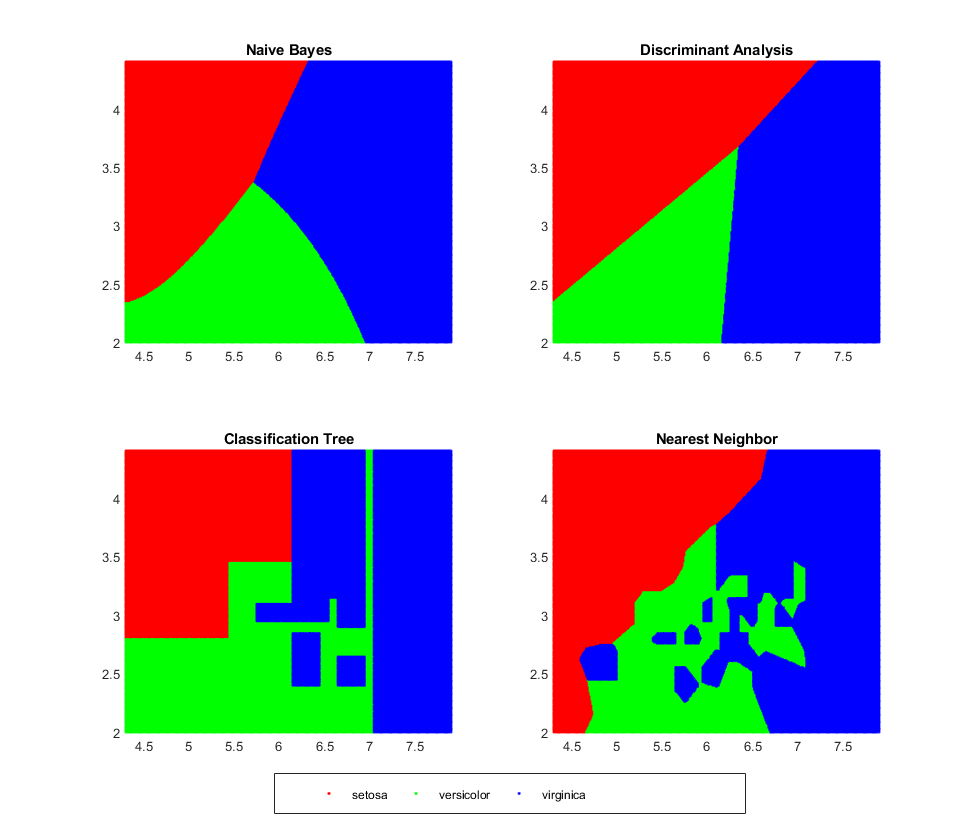 Naive Bayes
Discriminant Analysis
4
3.5
3
2.5
2
4.5 5 5.5 6 6.5 7 7.5
4
3.5
3
2.5
2
4.5 5 5.5 6 6.5 7 7.5
Classification Tree
Nearest Neighbor
4
3.5
3
2.5
2
4.5 5 5.5 6 6.5 7 7.5
4
3.5
3
2.5
2
4.5 5 5.5 6 6.5 7 7.5
setosa versicolor virginica